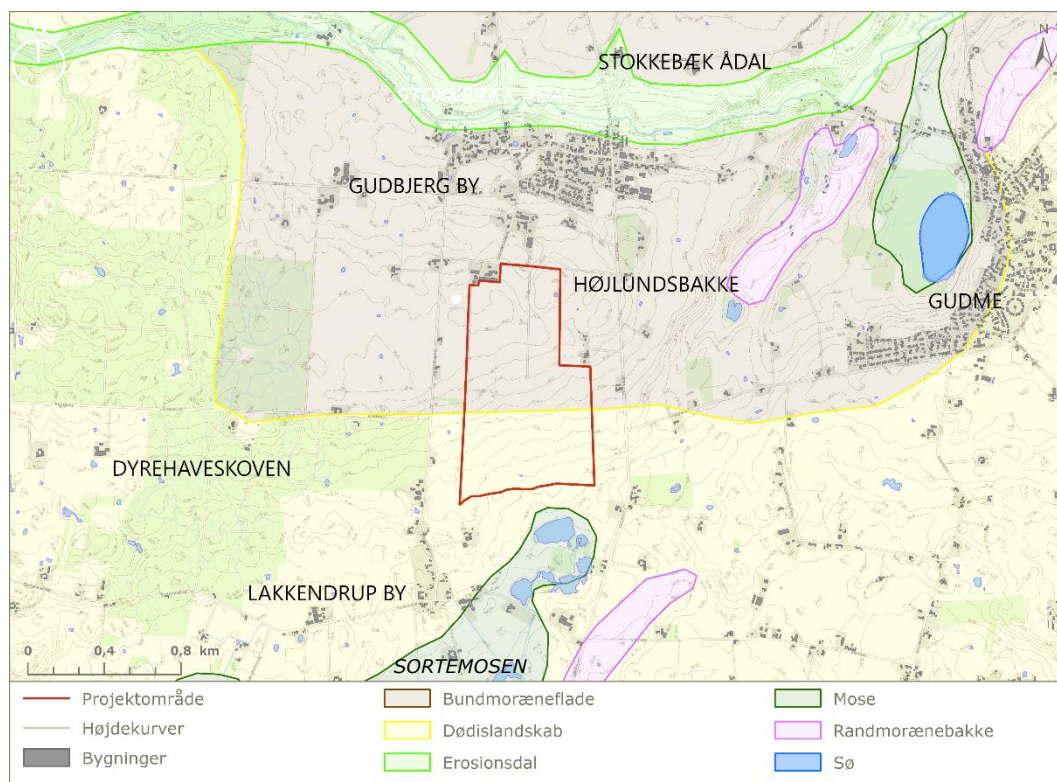 N
STOKKEBÆK ÅDAL
STOKKEBÆK ÅDAL
GUDBJERG BY
HØJLUNDSBAKKE
GUDME
DYREHAVESKOVEN
LAKKENDRUP BY
0 0,4 0,8 km
SORTEMOSEN
Projektområde
Højdekurver
Bygninger
Bundmoræneflade
Dødislandskab
Erosionsdal
Mose
Randmorænebakke
Sø